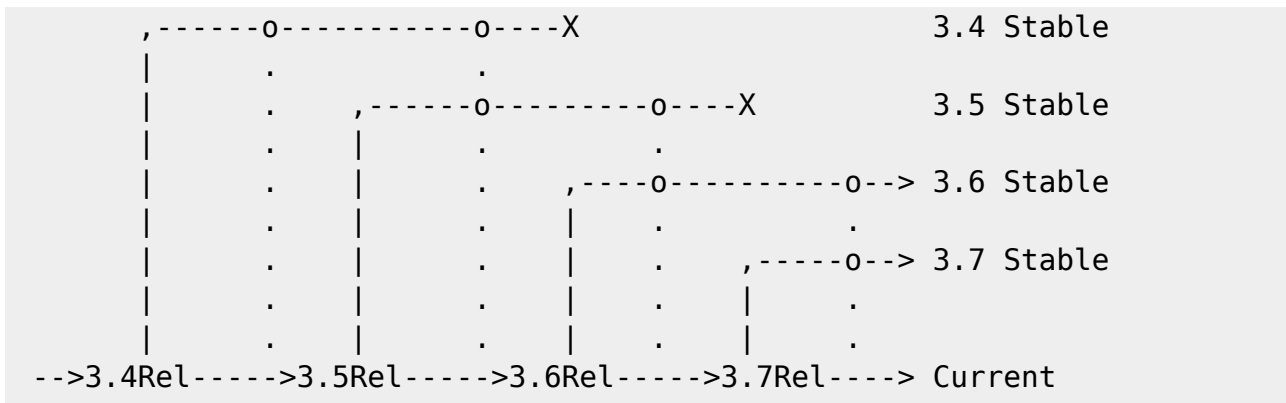 ,------o-----------o----X                   3.4 Stable
|      .           .
|      .    ,------o---------o----X         3.5 Stable
|      .    |      .         .
|      .    |      .    ,----o----------o--> 3.6 Stable
|      .    |      .    |    .          .
|      .    |      .    |    .    ,-----o--> 3.7 Stable
|      .    |      .    |    .    |     .
|      .    |      .    |    .    |     .
-->3.4Rel----->3.5Rel----->3.6Rel----->3.7Rel----> Current